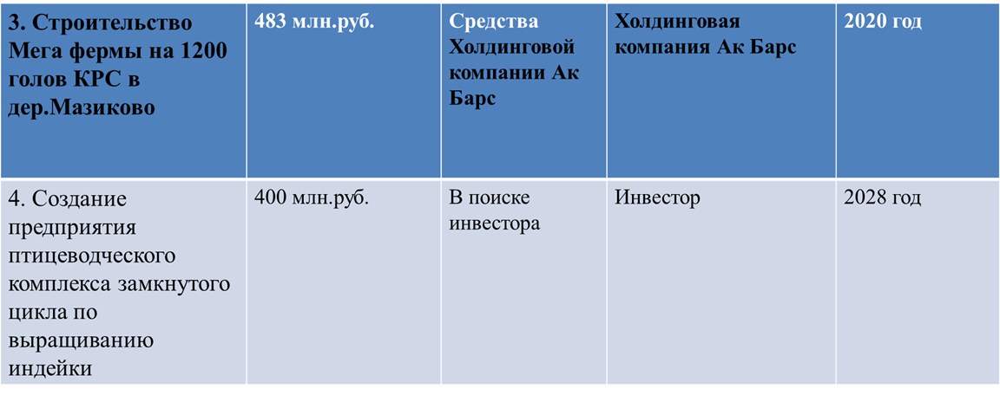 3. Строительство
Мега фермы на 1200
голов КРС в
дер.Мазиково
483 млн.руб.
Средства
Холдинговой
компании Ак
Барс
Холдинговая
компания Ак Барс
2020 год
4. Создание
предприятия
птицеводческого
комплекса замкнутого
цикла по
выращиванию
индейки
400 млн.руб.
В поиске
инвестора
Инвестор
2028 год